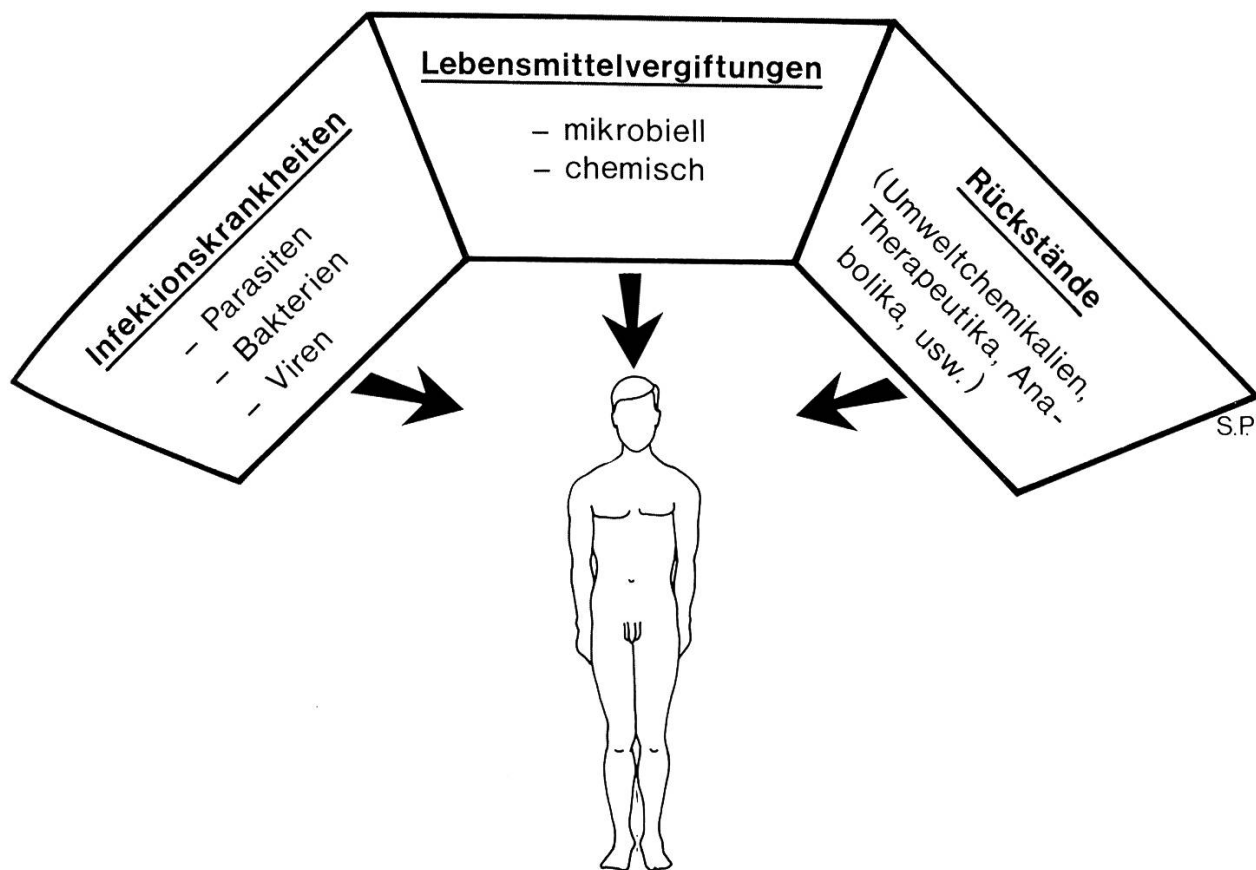 Infektionskrankheiten
– Parasiten
– Bakterien
– Viren
Lebensmittelvergiftungen
– mikrobiell
– chemisch
Rückstände
(Umweltchemikalien,
Therapeutika, Ana-
bolika, usw.)
S.P.